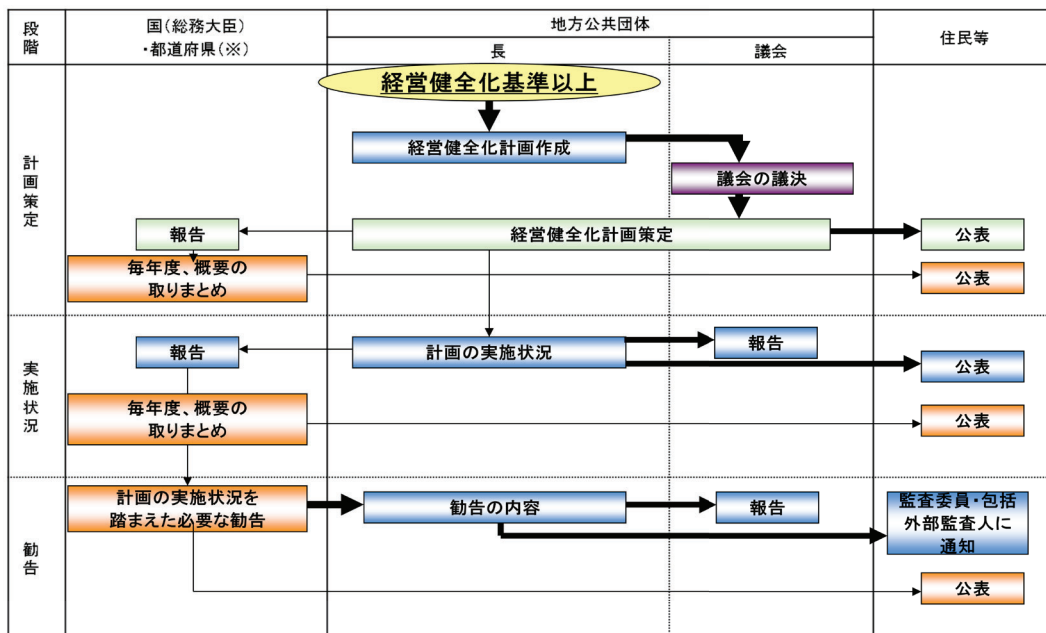 段階
国(総務大臣)
・都道府県(※)
地方公共団体
長
議会
住民等
計画策定
経営健全化基準以上
経営健全化計画作成
議会の議決
報告
経営健全化計画策定
公表
毎年度、概要の
取りまとめ
公表
実施状況
報告
計画の実施状況
報告
公表
毎年度、概要の
取りまとめ
公表
勧告
計画の実施状況を
踏まえた必要な勧告
勧告の内容
報告
監査委員・包括
外部監査人に
通知
公表